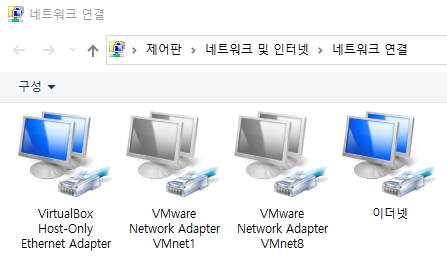 네트워크 연결
제어판 > 네트워크 및 인터넷 > 네트워크 연결
구성
VirtualBox
Host-Only
Ethernet Adapter
VMware
Network Adapter
VMnet1
VMware
Network Adapter
VMnet8
이더넷